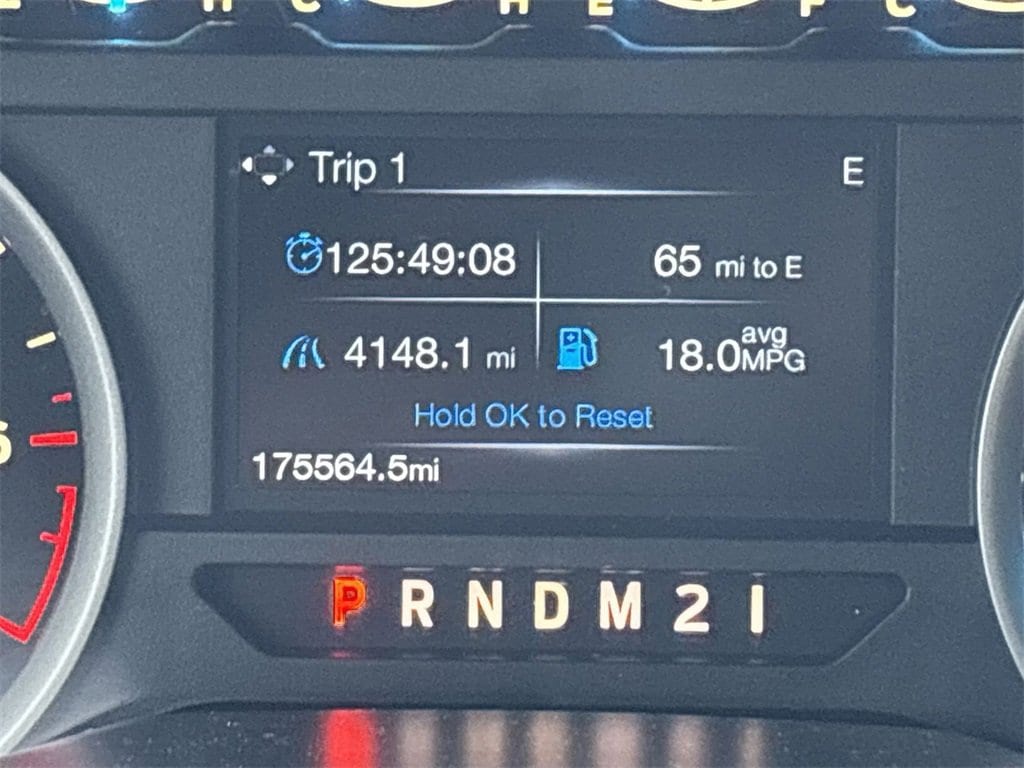 H C H E F C
Trip 1 E
125:49:08 65 mi to E
4148.1 mi 18.0 avg MPG
Hold OK to Reset
175564.5mi
P R N D M 2 1